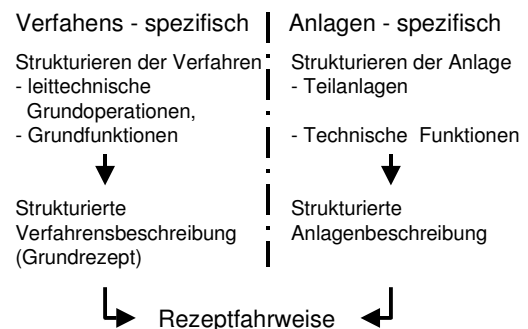 Verfahens - spezifisch
Strukturieren der Verfahren
- leittechnische
Grundoperationen,
- Grundfunktionen
Strukturierte
Verfahrensbeschreibung
(Grundrezept)
Anlagen - spezifisch
Strukturieren der Anlage
- Teilanlagen
- Technische Funktionen
Strukturierte
Anlagenbeschreibung
Rezeptfahrweise